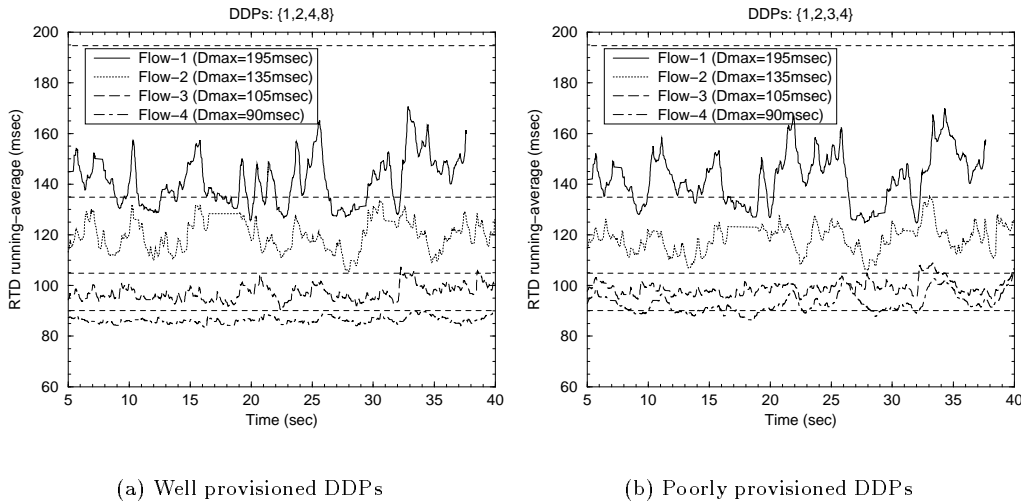 DDPs: {1,2,4,8}
200
180
160
140
120
100
80
60
RTD running-average (msec)
Flow-1 (Dmax=195msec)
Flow-2 (Dmax=135msec)
Flow-3 (Dmax=105msec)
Flow-4 (Dmax=90msec)
5 10 15 20 25 30 35 40
Time (sec)
(a) Well provisioned DDPs
DDPs: {1,2,3,4}
200
180
160
140
120
100
80
60
RTD running-average (msec)
Flow-1 (Dmax=195msec)
Flow-2 (Dmax=135msec)
Flow-3 (Dmax=105msec)
Flow-4 (Dmax=90msec)
5 10 15 20 25 30 35 40
Time (sec)
(b) Poorly provisioned DDPs